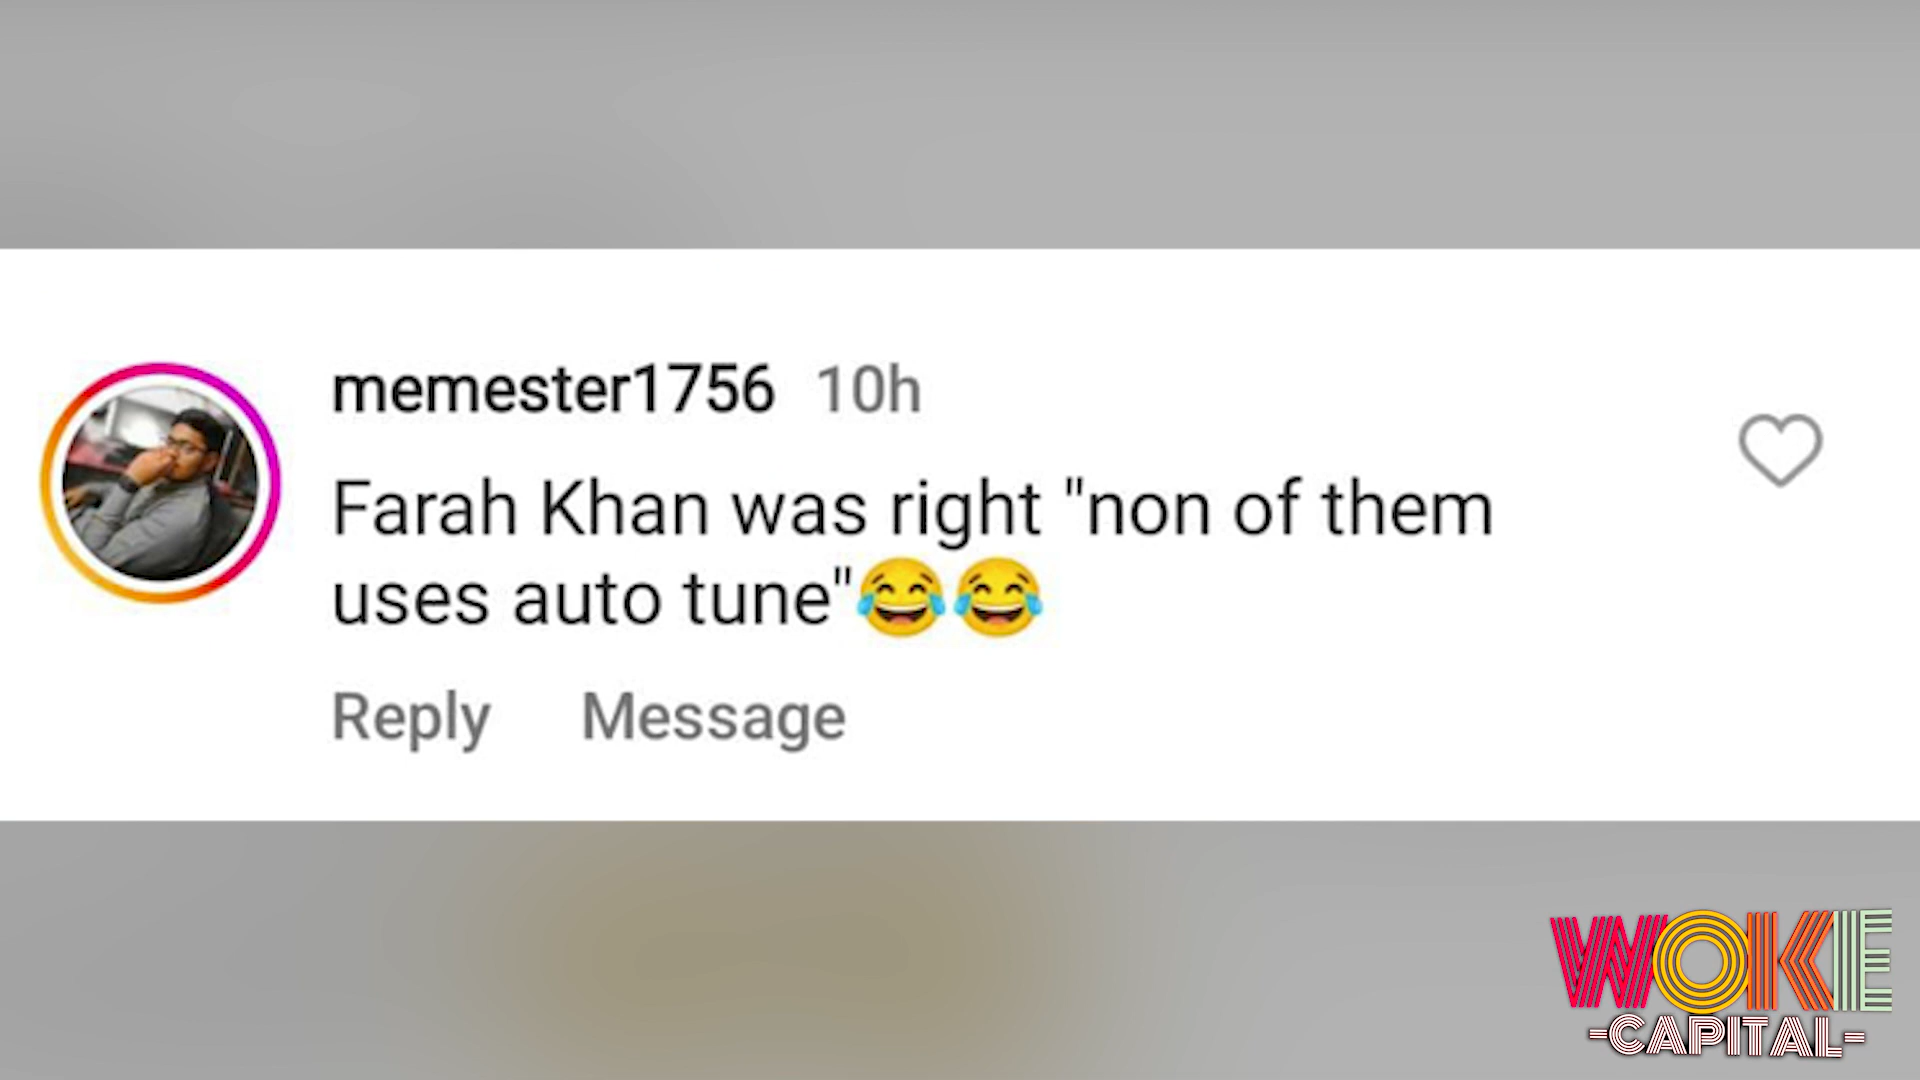 memester1756 10h
Farah Khan was right "non of them
uses auto tune"😂😂
Reply Message
WOKE
-CAPITAL-